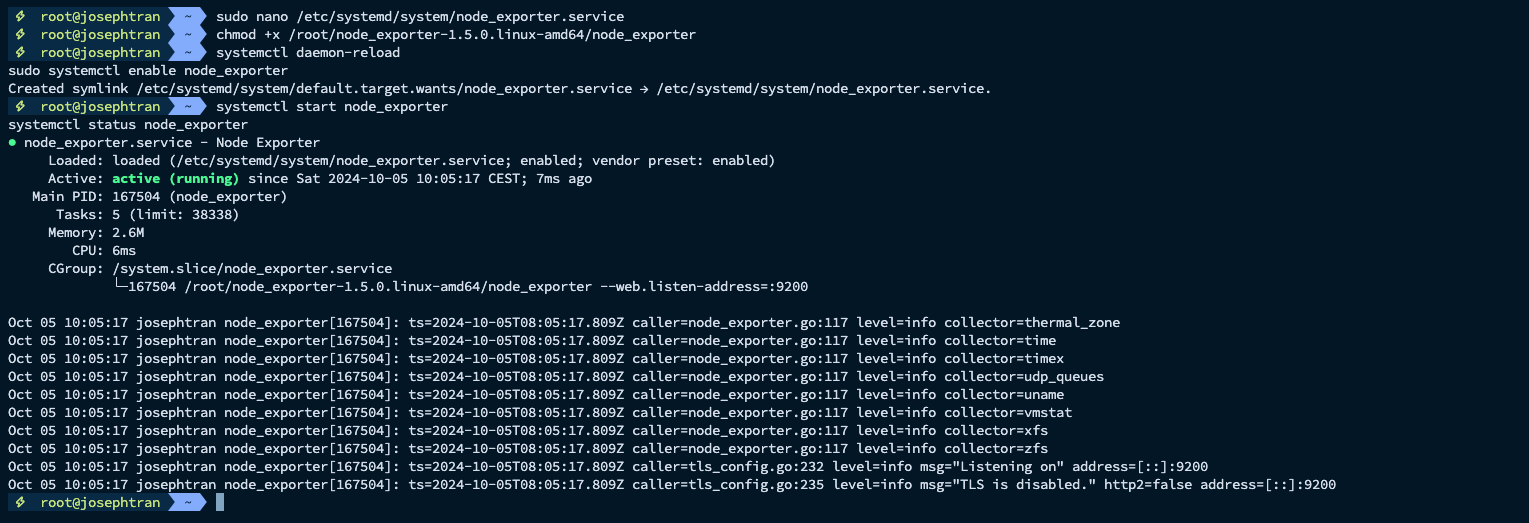 ⚡ root@josephtran ~ sudo nano /etc/systemd/system/node_exporter.service
⚡ root@josephtran ~ chmod +x /root/node_exporter-1.5.0.linux-amd64/node_exporter
⚡ root@josephtran ~ systemctl daemon-reload
sudo systemctl enable node_exporter
Created symlink /etc/systemd/system/default.target.wants/node_exporter.service → /etc/systemd/system/node_exporter.service.
⚡ root@josephtran ~ systemctl start node_exporter
systemctl status node_exporter
● node_exporter.service - Node Exporter
Loaded: loaded (/etc/systemd/system/node_exporter.service; enabled; vendor preset: enabled)
Active: active (running) since Sat 2024-10-05 10:05:17 CEST; 7ms ago
Main PID: 167504 (node_exporter)
Tasks: 5 (limit: 38338)
Memory: 2.6M
CPU: 6ms
CGroup: /system.slice/node_exporter.service
└─167504 /root/node_exporter-1.5.0.linux-amd64/node_exporter --web.listen-address=:9200
Oct 05 10:05:17 josephtran node_exporter[167504]: ts=2024-10-05T08:05:17.809Z caller=node_exporter.go:117 level=info collector=thermal_zone
Oct 05 10:05:17 josephtran node_exporter[167504]: ts=2024-10-05T08:05:17.809Z caller=node_exporter.go:117 level=info collector=time
Oct 05 10:05:17 josephtran node_exporter[167504]: ts=2024-10-05T08:05:17.809Z caller=node_exporter.go:117 level=info collector=timex
Oct 05 10:05:17 josephtran node_exporter[167504]: ts=2024-10-05T08:05:17.809Z caller=node_exporter.go:117 level=info collector=udp_queues
Oct 05 10:05:17 josephtran node_exporter[167504]: ts=2024-10-05T08:05:17.809Z caller=node_exporter.go:117 level=info collector=uname
Oct 05 10:05:17 josephtran node_exporter[167504]: ts=2024-10-05T08:05:17.809Z caller=node_exporter.go:117 level=info collector=vmstat
Oct 05 10:05:17 josephtran node_exporter[167504]: ts=2024-10-05T08:05:17.809Z caller=node_exporter.go:117 level=info collector=xfs
Oct 05 10:05:17 josephtran node_exporter[167504]: ts=2024-10-05T08:05:17.809Z caller=node_exporter.go:117 level=info collector=zfs
Oct 05 10:05:17 josephtran node_exporter[167504]: ts=2024-10-05T08:05:17.809Z caller=tls_config.go:232 level=info msg="Listening on" address=[::]:9200
Oct 05 10:05:17 josephtran node_exporter[167504]: ts=2024-10-05T08:05:17.809Z caller=tls_config.go:235 level=info msg="TLS is disabled." http2=false address=[::]:9200
⚡ root@josephtran ~